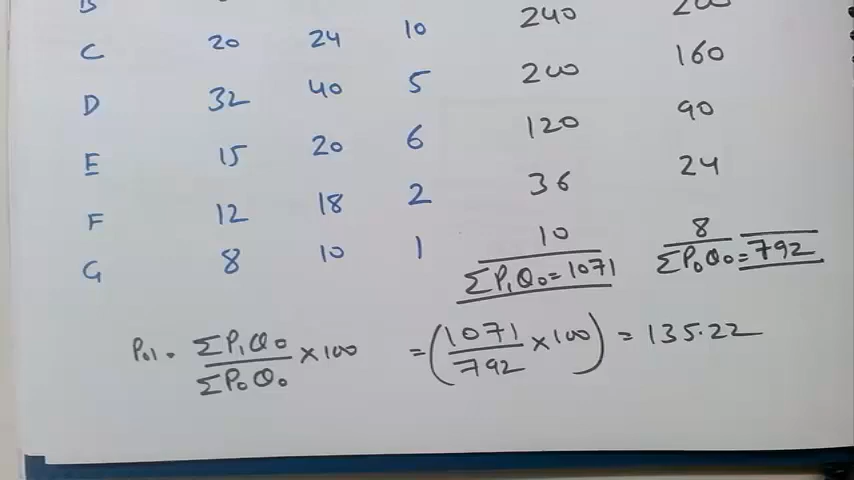 B
C 20 24 10 240 200
D 32 40 5 200 160
E 15 20 6 120 90
F 12 18 2 36 24
G 8 10 1 10 8
ΣP₁Q₀=1071 ΣP₀Q₀=792
P₀₁ = ΣP₁Q₀/ΣP₀Q₀ × 100 = (1071/792 × 100) = 135.22